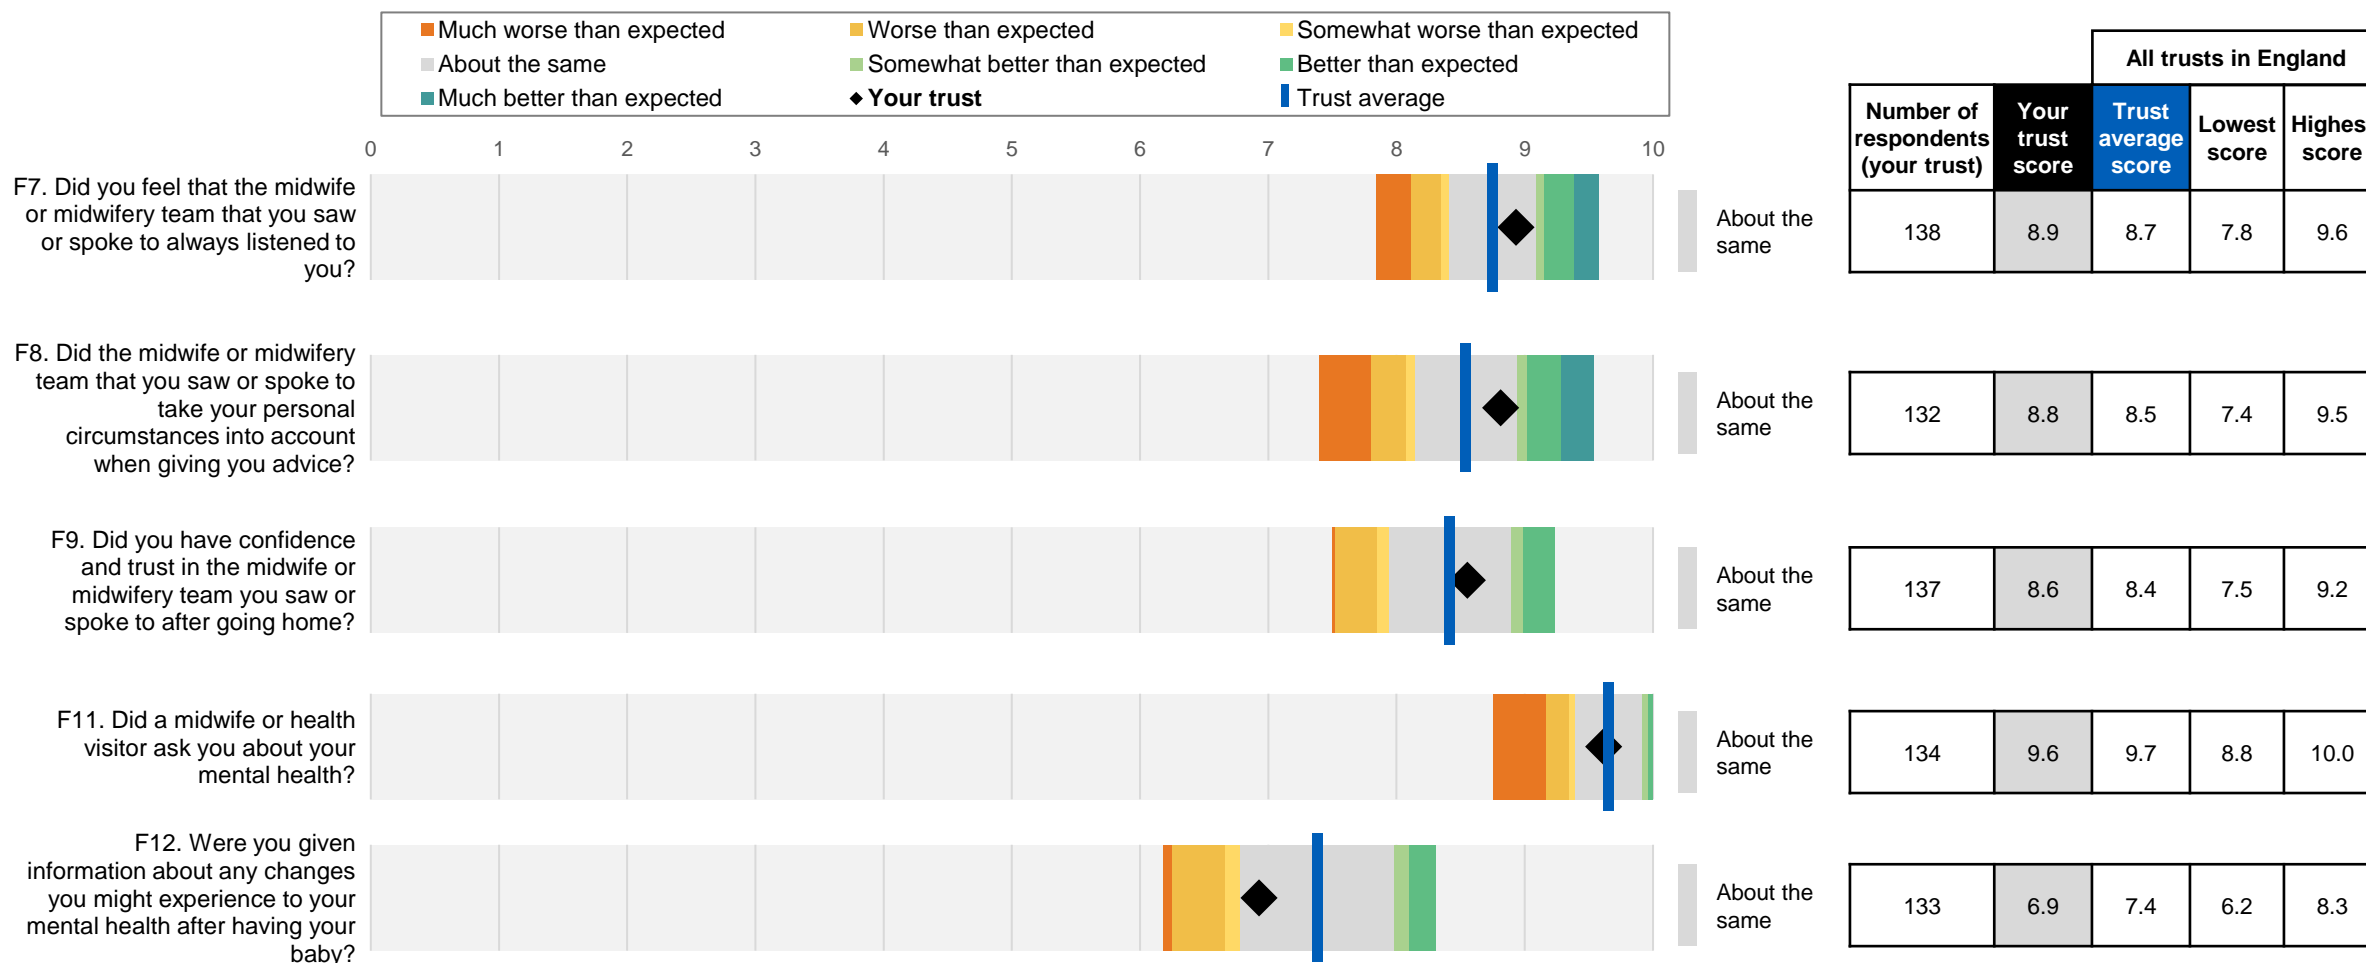 Much worse than expected
Worse than expected
Somewhat worse than expected
About the same
Somewhat better than expected
Better than expected
Much better than expected
Your trust
Trust average
All trusts in England
Number of
respondents
(your trust)
Your
trust
score
Trust
average
score
Lowest
score
Highes
score
0 1 2 3 4 5 6 7 8 9 10
F7. Did you feel that the midwife
or midwifery team that you saw
or spoke to always listened to
you?
About the
same
138 8.9 8.7 7.8 9.6
F8. Did the midwife or midwifery
team that you saw or spoke to
take your personal
circumstances into account
when giving you advice?
About the
same
132 8.8 8.5 7.4 9.5
F9. Did you have confidence
and trust in the midwife or
midwifery team you saw or
spoke to after going home?
About the
same
137 8.6 8.4 7.5 9.2
F11. Did a midwife or health
visitor ask you about your
mental health?
About the
same
134 9.6 9.7 8.8 10.0
F12. Were you given
information about any changes
you might experience to your
mental health after having your
baby?
About the
same
133 6.9 7.4 6.2 8.3